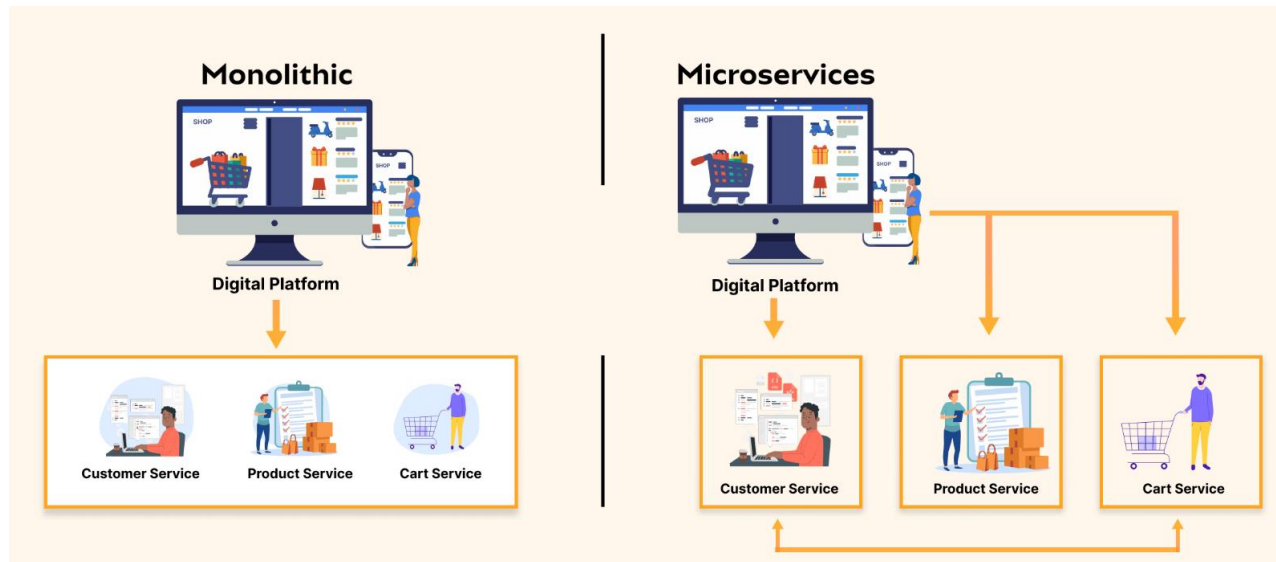 Monolithic
SHOP
SHOP
Digital Platform
Customer Service
Product Service
Cart Service
Microservices
SHOP
SHOP
Digital Platform
Customer Service
Product Service
Cart Service